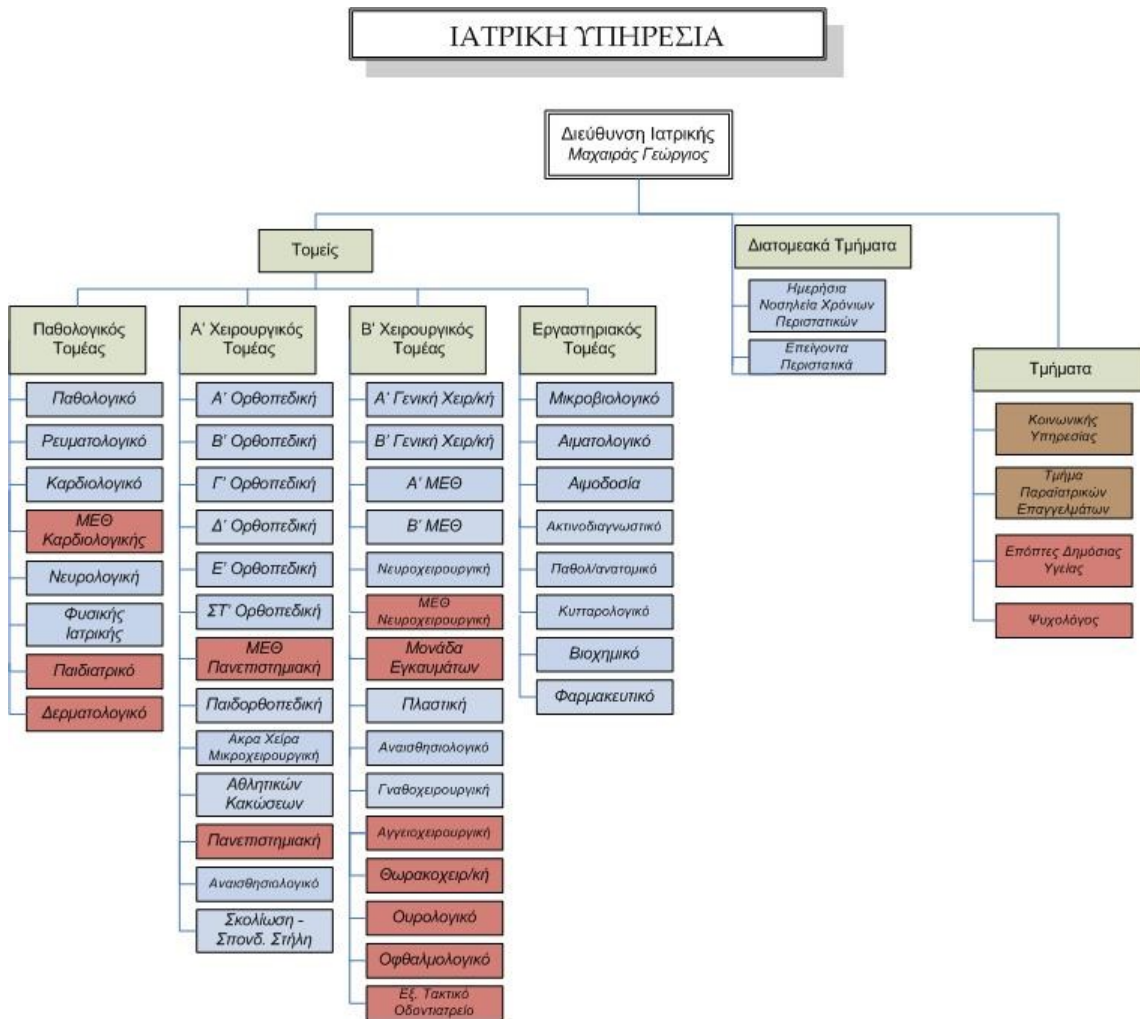 ΙΑΤΡΙΚΗ ΥΠΗΡΕΣΙΑ
Διεύθυνση Ιατρικής
Μαχαιράς Γεώργιος
Τομείς
Διατομεακά Τμήματα
Ημερήσια
Νοσηλεία Χρόνιων
Περιστατικών
Επείγοντα
Περιστατικά
Παθολογικός
Τομέας
Παθολογικό
Ρευματολογικό
Καρδιολογικό
ΜΕΘ
Καρδιολογικής
Νευρολογική
Φυσικής
Ιατρικής
Παιδιατρικό
Δερματολογικό
Α' Χειρουργικός
Τομέας
Α' Ορθοπεδική
Β' Ορθοπεδική
Γ' Ορθοπεδική
Δ' Ορθοπεδική
Ε' Ορθοπεδική
ΣΤ' Ορθοπεδική
ΜΕΘ
Πανεπιστημιακή
Παιδορθοπεδική
Ακρα Χείρα
Μικροχειρουργική
Αθλητικών
Κακώσεων
Πανεπιστημιακή
Αναισθησιολογικό
Σκολίωση -
Σπονδ. Στήλη
Β' Χειρουργικός
Τομέας
Α' Γενική Χειρ/κή
Β' Γενική Χειρ/κή
Α' ΜΕΘ
Β' ΜΕΘ
Νευροχειρουργική
ΜΕΘ
Νευροχειρουργική
Μονάδα
Εγκαυμάτων
Πλαστική
Αναισθησιολογικό
Γναθοχειρουργική
Αγγειοχειρουργική
Θωρακοχειρ/κή
Ουρολογικό
Οφθαλμολογικό
Εξ. Τακτικό
Οδοντιατρείο
Εργαστηριακός
Τομέας
Μικροβιολογικό
Αιματολογικό
Αιμοδοσία
Ακτινοδιαγνωστικό
Παθολ/ανατομικό
Κυτταρολογικό
Βιοχημικό
Φαρμακευτικό
Τμήματα
Κοινωνικής
Υπηρεσίας
Τμήμα
Παραϊατρικών
Επαγγελμάτων
Επόπτες Δημόσιας
Υγείας
Ψυχολόγος